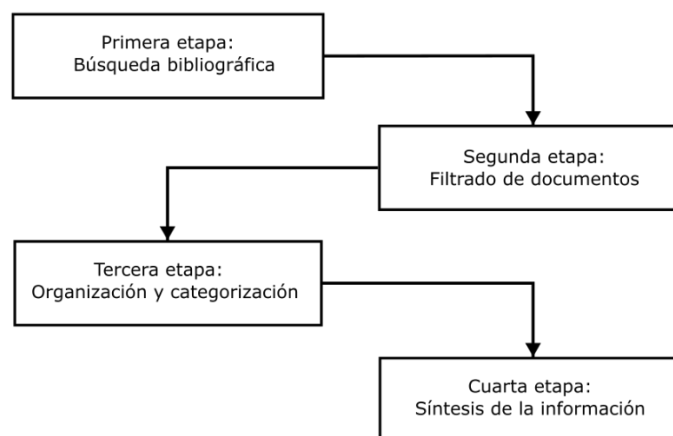 Primera etapa:
Búsqueda bibliográfica
Segunda etapa:
Filtrado de documentos
Tercera etapa:
Organización y categorización
Cuarta etapa:
Síntesis de la información